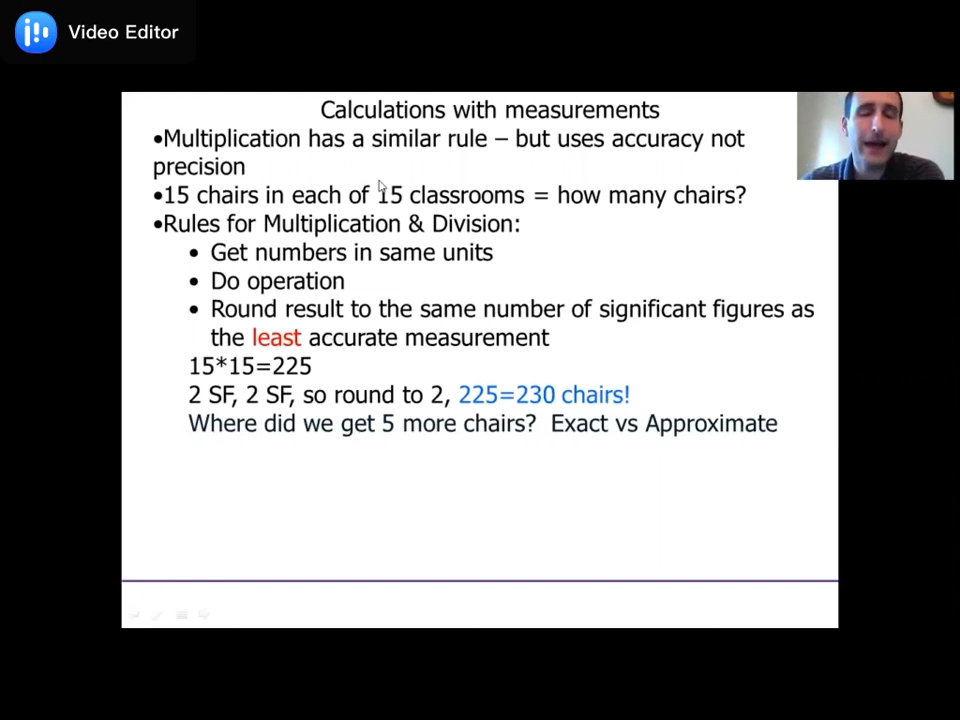 Video Editor
Calculations with measurements
•Multiplication has a similar rule – but uses accuracy not
precision
•15 chairs in each of 15 classrooms = how many chairs?
•Rules for Multiplication & Division:
• Get numbers in same units
• Do operation
• Round result to the same number of significant figures as
the least accurate measurement
15*15=225
2 SF, 2 SF, so round to 2, 225=230 chairs!
Where did we get 5 more chairs? Exact vs Approximate